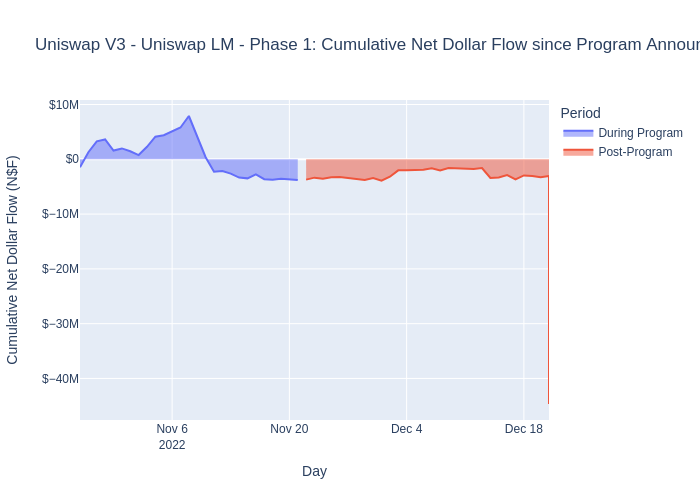 Uniswap V3 - Uniswap LM - Phase 1: Cumulative Net Dollar Flow since Program
Period
During Program
Post-Program
Cumulative Net Dollar Flow (N$F)
$10M
$0
$−10M
$−20M
$−30M
$−40M
Nov 6
2022
Nov 20
Dec 4
Dec 18
Day